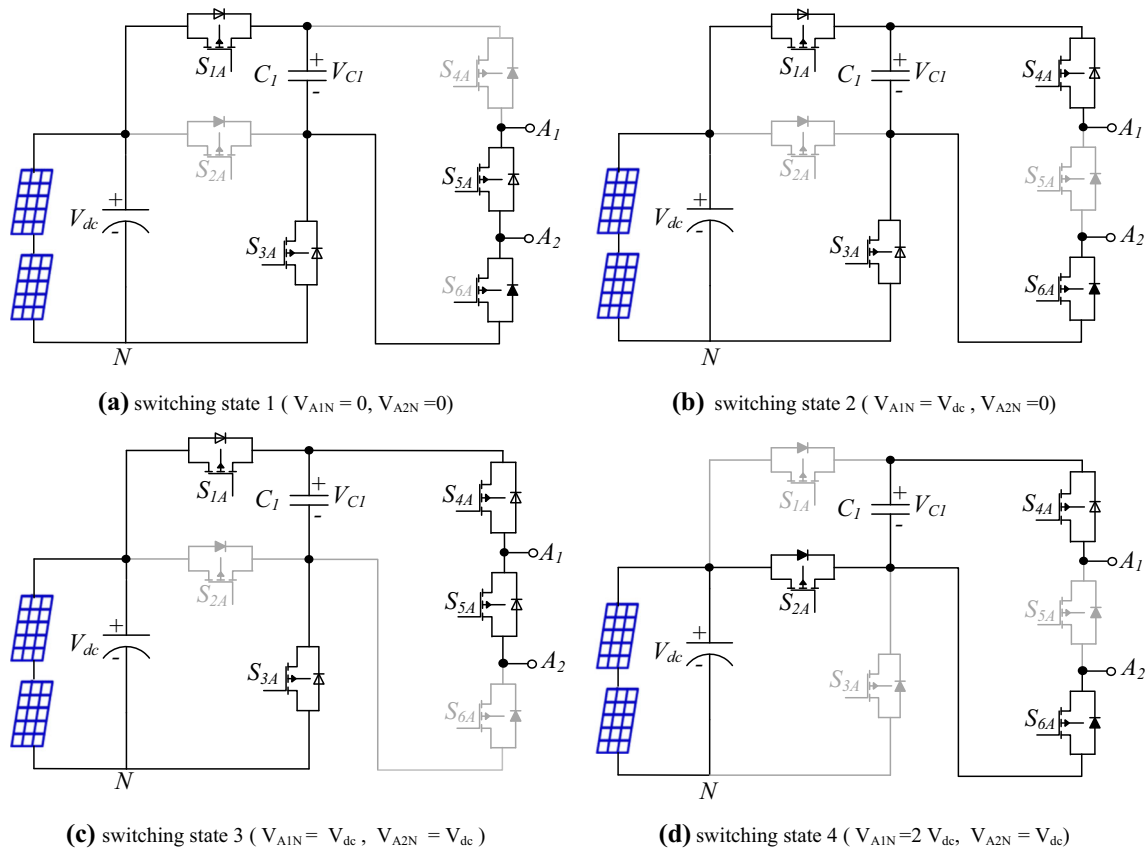 S1A
C1
+
VC1
-
S4A
A1
S2A
S5A
+
Vdc
-
A2
S3A
S6A
N
(a) switching state 1 ( VA1N = 0, VA2N =0)
S1A
C1
+
VC1
-
S4A
A1
S2A
S5A
+
Vdc
-
A2
S3A
S6A
N
(b) switching state 2 ( VA1N = Vdc , VA2N =0)
S1A
C1
+
VC1
-
S4A
A1
S2A
S5A
+
Vdc
-
A2
S3A
S6A
N
(c) switching state 3 ( VA1N = Vdc , VA2N = Vdc )
S1A
C1
+
VC1
-
S4A
A1
S2A
S5A
+
Vdc
-
A2
S3A
S6A
N
(d) switching state 4 ( VA1N =2 Vdc, VA2N = Vdc)